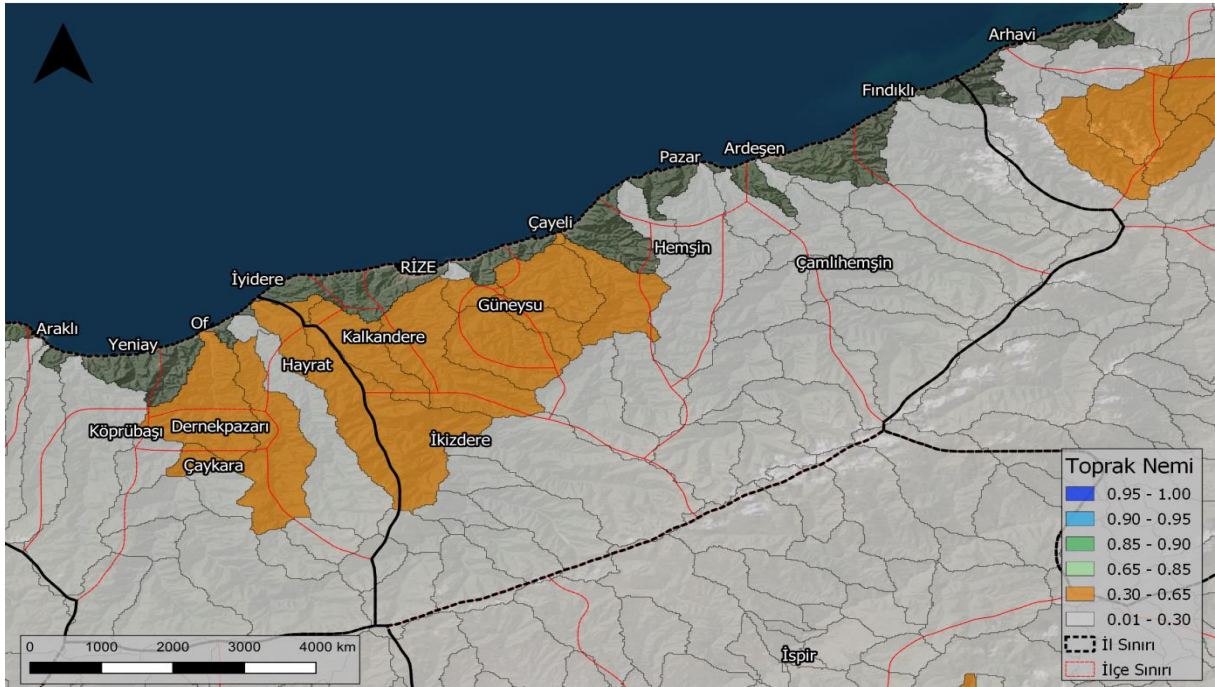 Arhavi
Fındıklı
Pazar
Ardeşen
Çayeli
Hemşin
Çamlıhemşin
RİZE
İyidere
Güneysu
Of
Araklı
Yeniay
Kalkandere
Hayrat
Köprübaşı
Dernekpazarı
İkizdere
Çaykara
İspir
Toprak Nemi
0.95 - 1.00
0.90 - 0.95
0.85 - 0.90
0.65 - 0.85
0.30 - 0.65
0.01 - 0.30
İl Sınırı
İlçe Sınırı
0 1000 2000 3000 4000 km